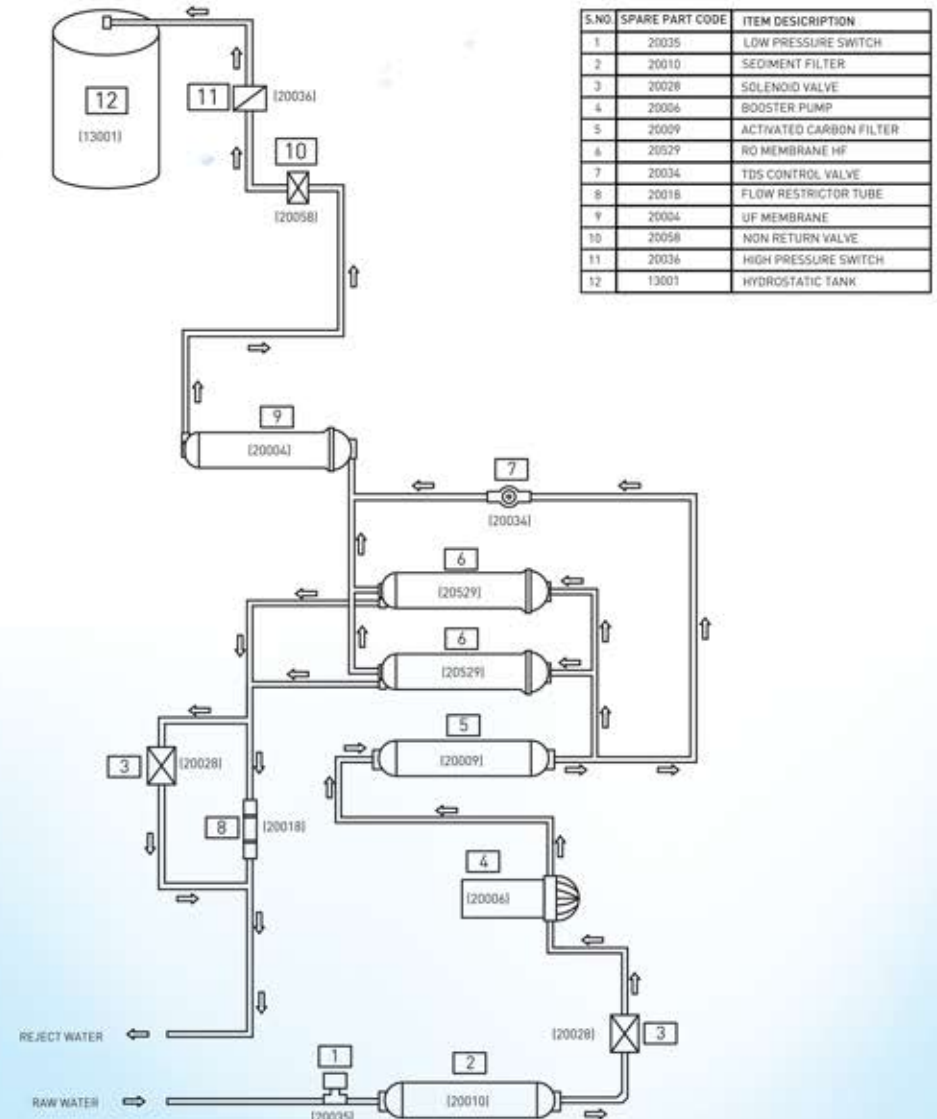 S.NO. SPARE PART CODE ITEM DESICRIPTION
1 20035 LOW PRESSURE SWITCH
2 20010 SEDIMENT FILTER
3 20028 SOLENOID VALVE
4 20006 BOOSTER PUMP
5 20009 ACTIVATED CARBON FILTER
6 20529 RO MEMBRANE HF
7 20034 TDS CONTROL VALVE
8 20018 FLOW RESTRICTOR TUBE
9 20004 UF MEMBRANE
10 20058 NON RETURN VALVE
11 20036 HIGH PRESSURE SWITCH
12 13001 HYDROSTATIC TANK
12
(13001)
11 (20036)
10
(20058)
9
(20004)
7
(20034)
6
(20529)
6
(20529)
5
(20009)
3 (20028)
8 (20018)
4
(20006)
(20028) 3
REJECT WATER
1
2
RAW WATER
(20035)
(20010)